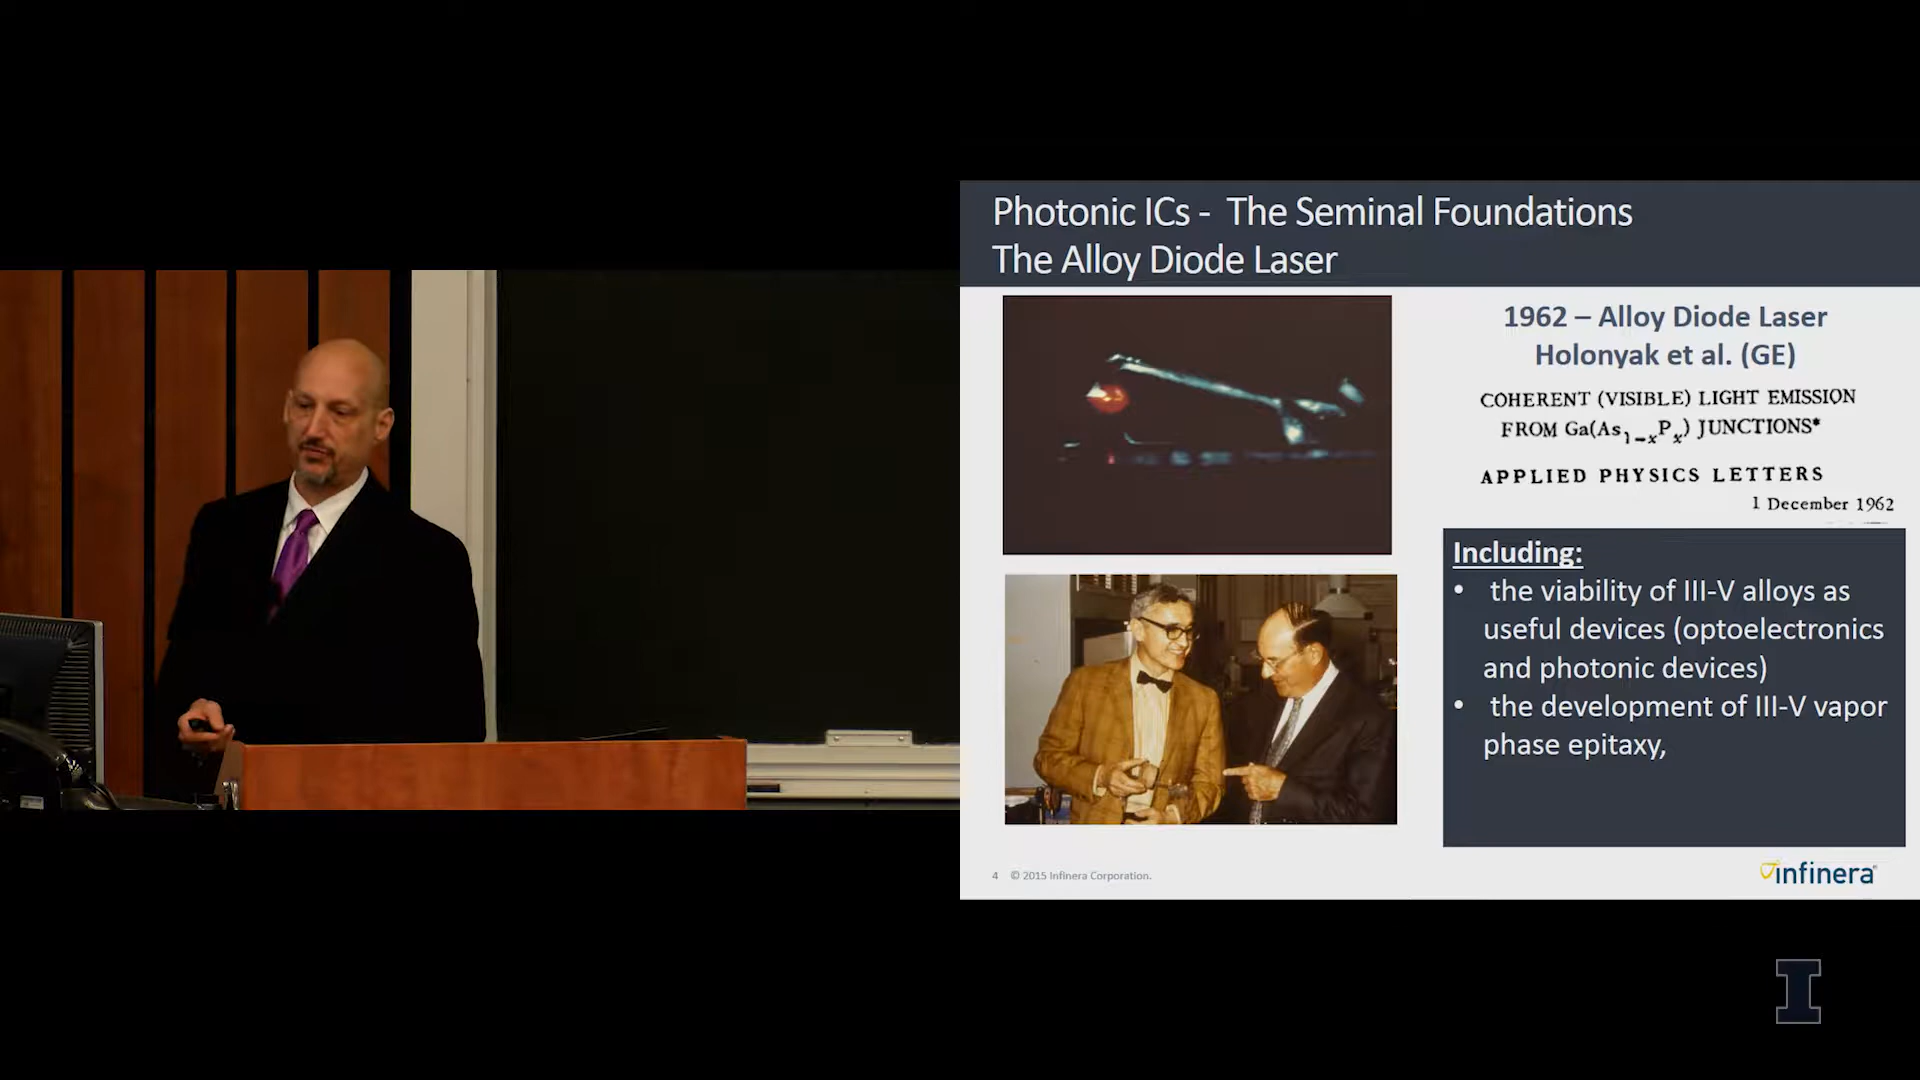 Photonic ICs - The Seminal Foundations
The Alloy Diode Laser
1962 – Alloy Diode Laser
Holonyak et al. (GE)
COHERENT (VISIBLE) LIGHT EMISSION
FROM Ga(As₁₋ₓPₓ) JUNCTIONS*
APPLIED PHYSICS LETTERS
1 December 1962
Including:
• the viability of III-V alloys as
useful devices (optoelectronics
and photonic devices)
• the development of III-V vapor
phase epitaxy,
4 © 2015 Infinera Corporation.
infinera
I